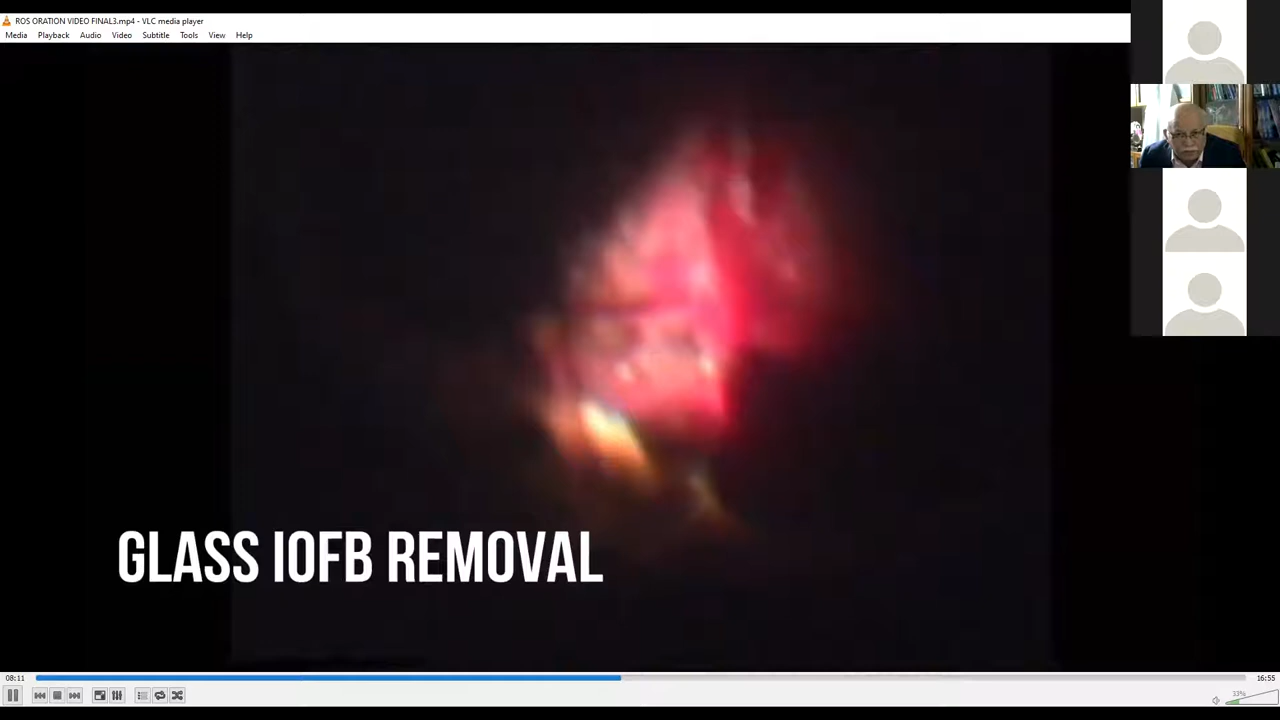 ROS ORATION VIDEO FINAL3.mp4 - VLC media player
Media Playback Audio Video Subtitle Tools View Help
GLASS IOFB REMOVAL
08:11
16:55
33%